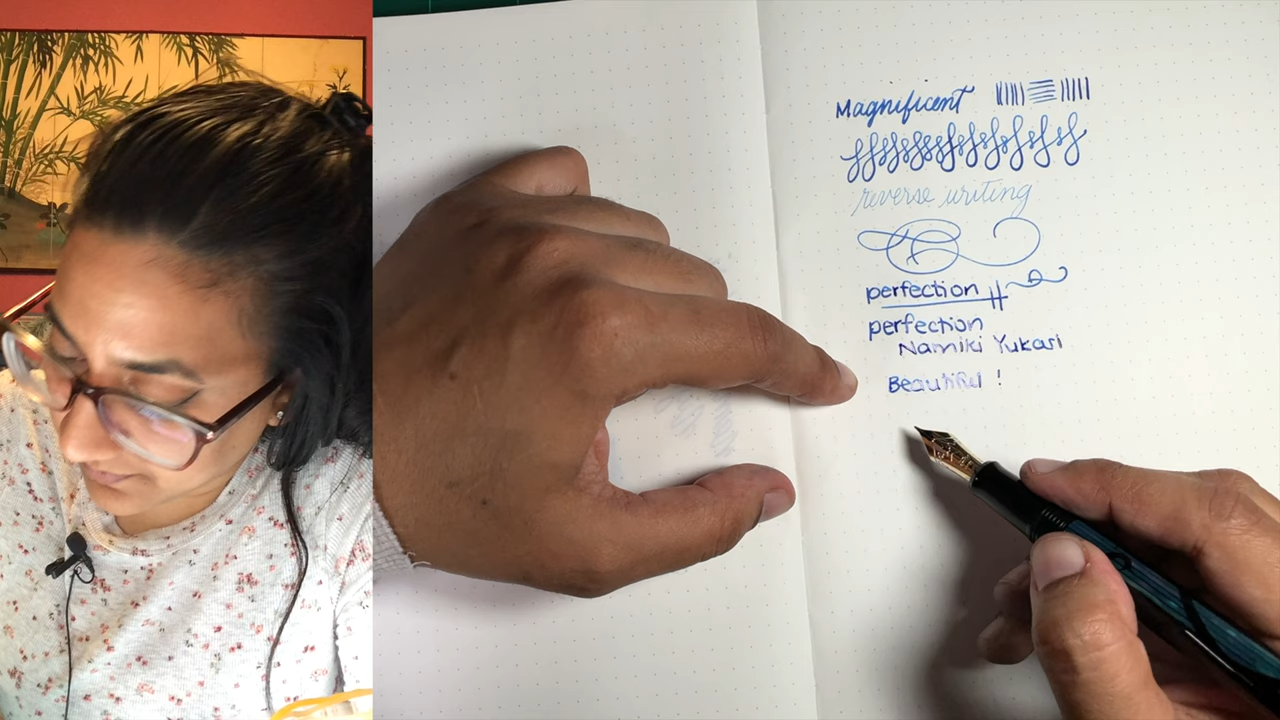 Magnificent
reverse writing
perfection
perfection
Namiki Yukari
Beautiful !